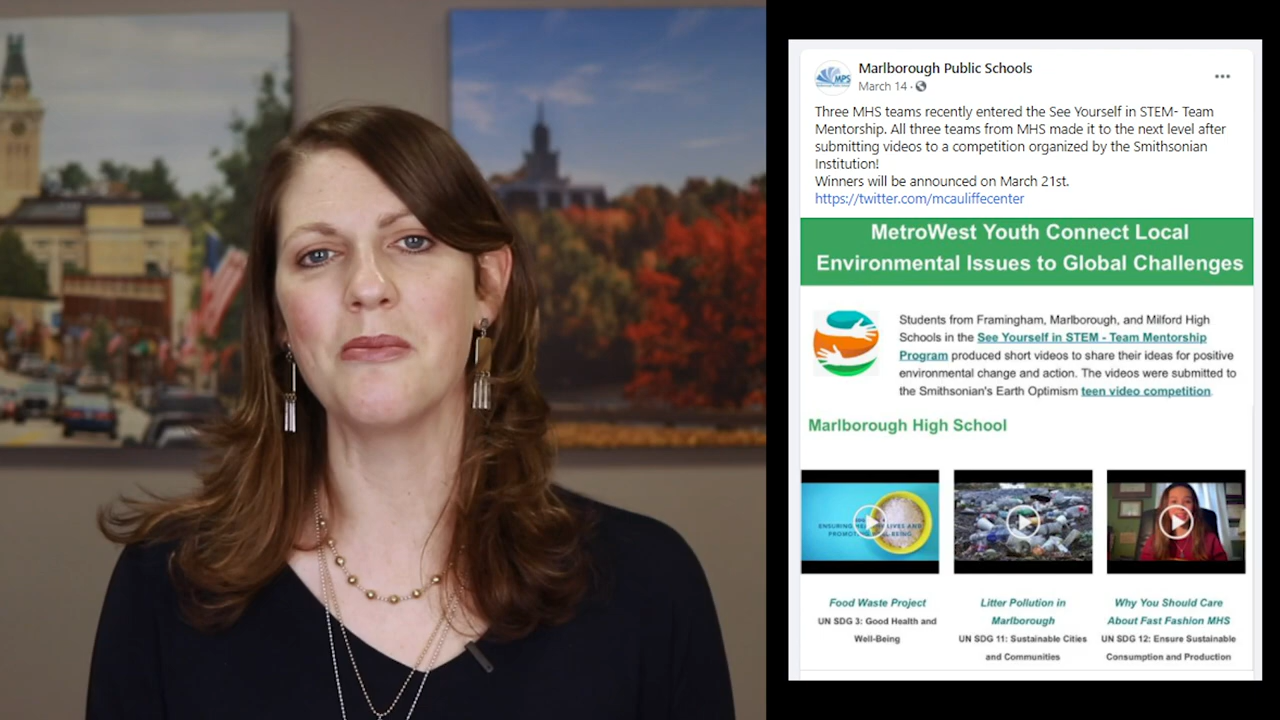 Marlborough Public Schools
March 14 ·
Three MHS teams recently entered the See Yourself in STEM- Team
Mentorship. All three teams from MHS made it to the next level after
submitting videos to a competition organized by the Smithsonian
Institution!
Winners will be announced on March 21st.
https://twitter.com/mcauliffecenter
MPS
MetroWest Youth Connect Local
Environmental Issues to Global Challenges
Students from Framingham, Marlborough, and Milford High
Schools in the See Yourself in STEM - Team Mentorship
Program produced short videos to share their ideas for positive
environmental change and action. The videos were submitted to
the Smithsonian's Earth Optimism teen video competition.
Marlborough High School
ENSURING LIVES AND
Food Waste Project
UN SDG 3: Good Health and
Well-Being
Litter Pollution in
Marlborough
UN SDG 11: Sustainable Cities
and Communities
Why You Should Care
About Fast Fashion MHS
UN SDG 12: Ensure Sustainable
Consumption and Production